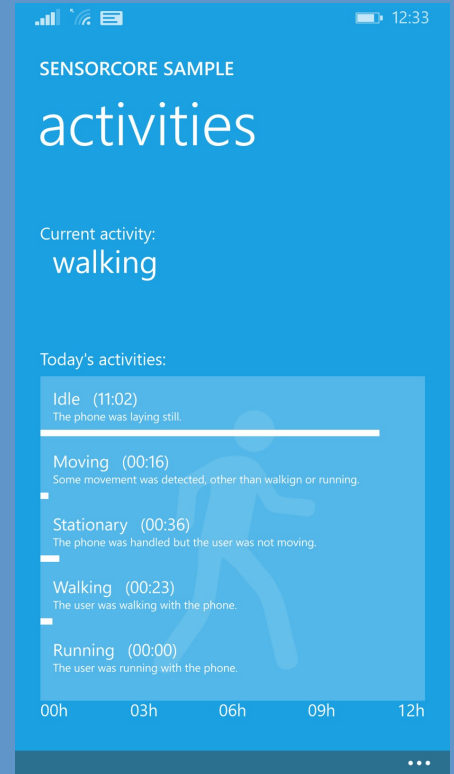 12:33
SENSORCORE SAMPLE
activities
Current activity:
walking
Today's activities:
Idle (11:02)
The phone was laying still.
Moving (00:16)
Some movement was detected, other than walkign or running.
Stationary (00:36)
The phone was handled but the user was not moving.
Walking (00:23)
The user was walking with the phone.
Running (00:00)
The user was running with the phone.
00h 03h 06h 09h 12h